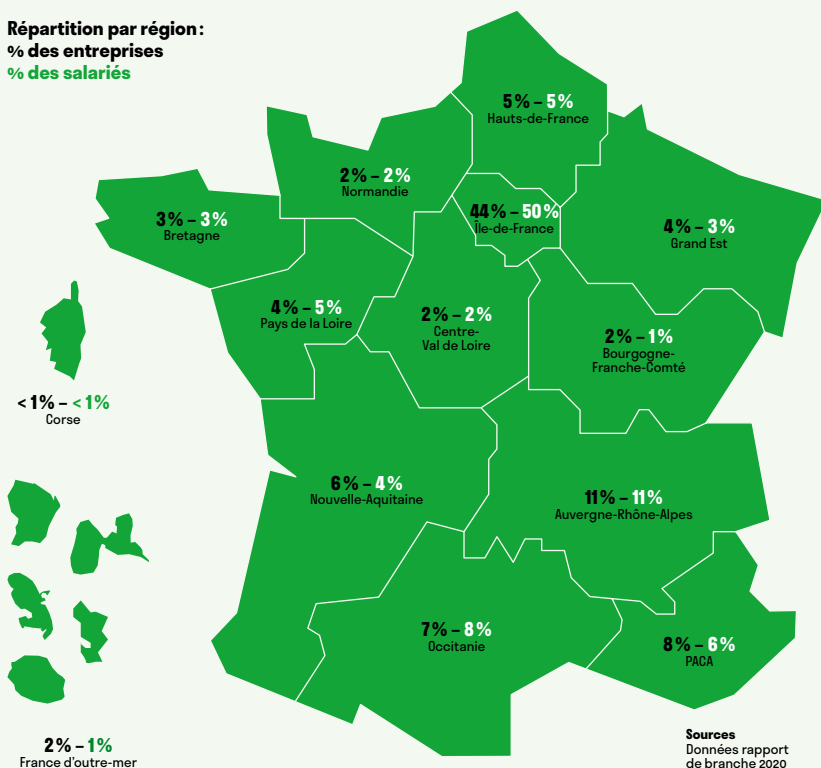 Répartition par région :
% des entreprises
% des salariés
5 % – 5 %
Hauts-de-France
2 % – 2 %
Normandie
44 % – 50 %
Île-de-France
3 % – 3 %
Bretagne
4 % – 3 %
Grand Est
4 % – 5 %
Pays de la Loire
2 % – 2 %
Centre-
Val de Loire
2 % – 1 %
Bourgogne-
Franche-Comté
< 1 % – < 1 %
Corse
6 % – 4 %
Nouvelle-Aquitaine
11 % – 11 %
Auvergne-Rhône-Alpes
7 % – 8 %
Occitanie
8 % – 6 %
PACA
2 % – 1 %
France d’outre-mer
Sources
Données rapport
de branche 2020